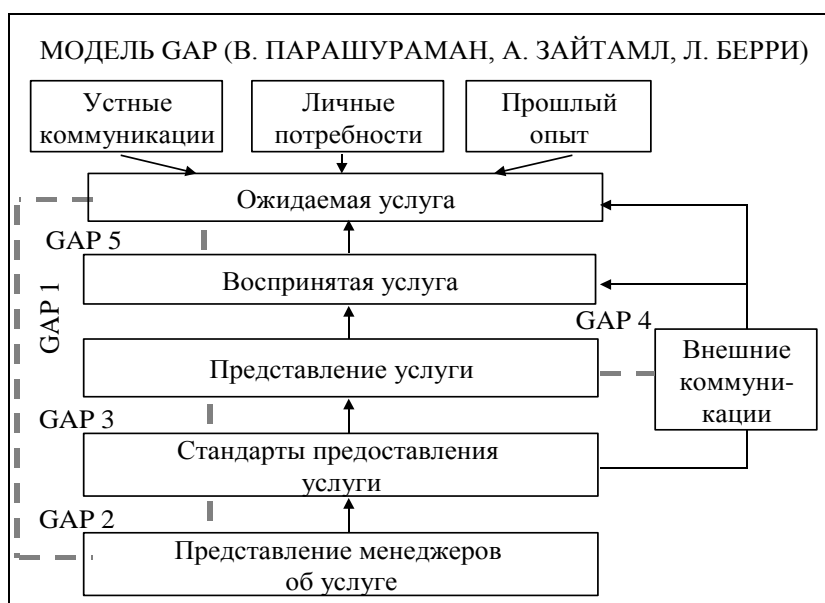 МОДЕЛЬ GAP (В. ПАРАШУРАМАН, А. ЗАЙТАМЛ, Л. БЕРРИ)
Устные
коммуникации
Личные
потребности
Прошлый
опыт
Ожидаемая услуга
GAP 5
Воспринятая услуга
GAP 1
GAP 4
Представление услуги
Внешние
коммуни-
кации
GAP 3
Стандарты предоставления
услуги
GAP 2
Представление менеджеров
об услуге